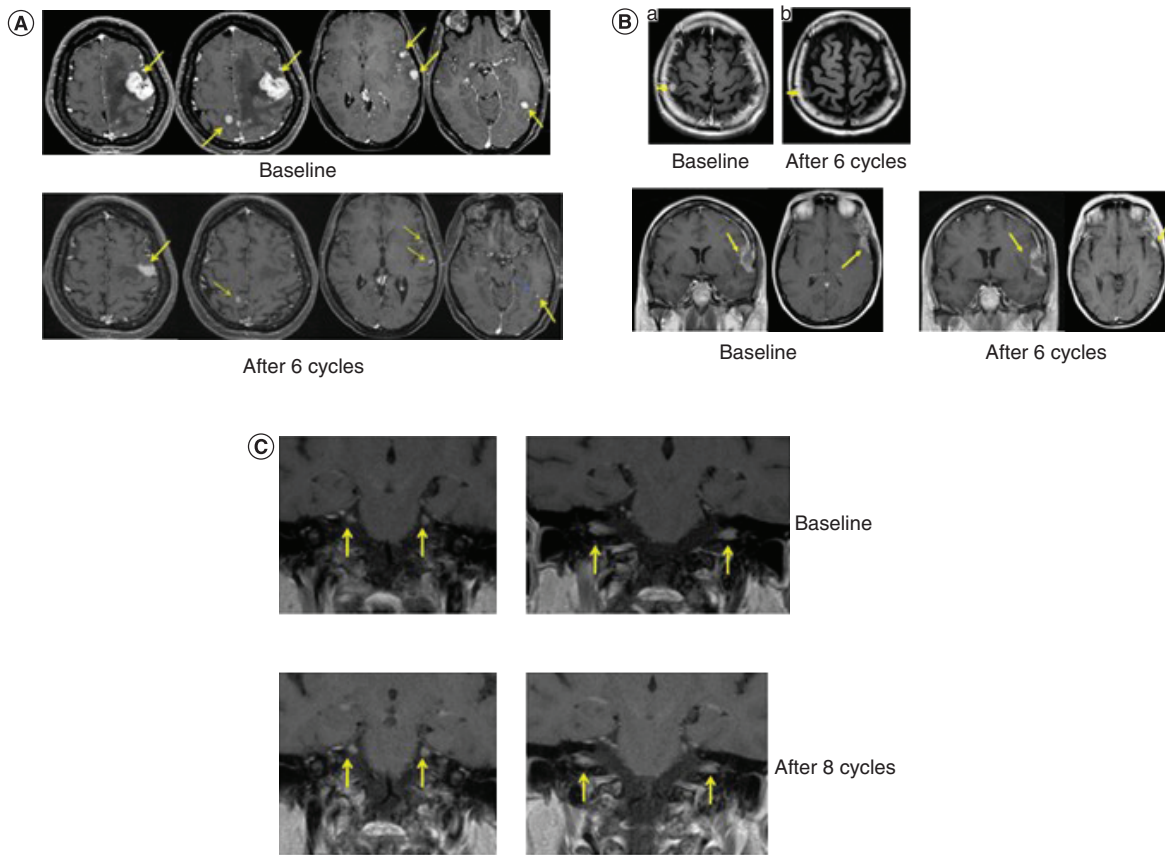 A
Baseline
After 6 cycles
B
a
b
Baseline
After 6 cycles
Baseline
After 6 cycles
C
Baseline
After 8 cycles